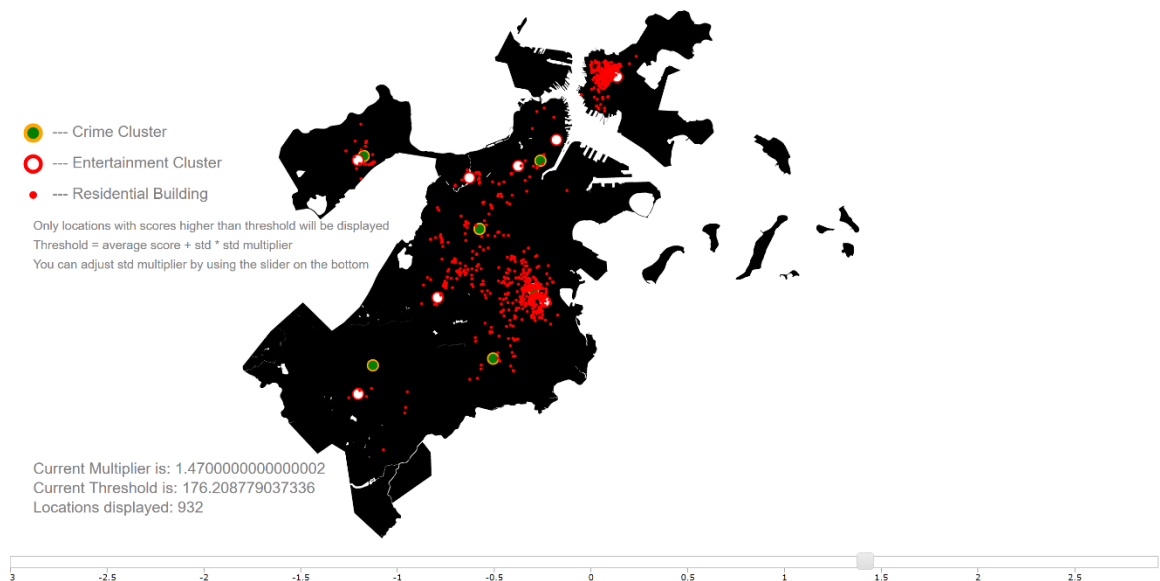 --- Crime Cluster
--- Entertainment Cluster
--- Residential Building
Only locations with scores higher than threshold will be displayed
Threshold = average score + std * std multiplier
You can adjust std multiplier by using the slider on the bottom
Current Multiplier is: 1.4700000000000002
Current Threshold is: 176.208779037336
Locations displayed: 932
3 -2.5 -2 -1.5 -1 -0.5 0 0.5 1 1.5 2 2.5